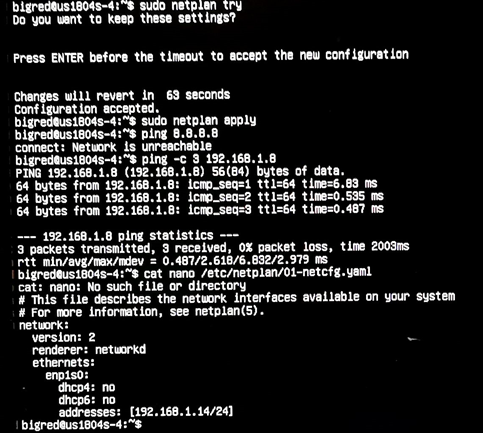 bigred@us1804s-4:~$ sudo netplan try
Do you want to keep these settings?
Press ENTER before the timeout to accept the new configuration
Changes will revert in  63 seconds
Configuration accepted.
bigred@us1804s-4:~$ sudo netplan apply
bigred@us1804s-4:~$ ping 8.8.8.8
connect: Network is unreachable
bigred@us1804s-4:~$ ping -c 3 192.168.1.8
PING 192.168.1.8 (192.168.1.8) 56(84) bytes of data.
64 bytes from 192.168.1.8: icmp_seq=1 ttl=64 time=6.83 ms
64 bytes from 192.168.1.8: icmp_seq=2 ttl=64 time=0.535 ms
64 bytes from 192.168.1.8: icmp_seq=3 ttl=64 time=0.487 ms
--- 192.168.1.8 ping statistics ---
3 packets transmitted, 3 received, 0% packet loss, time 2003ms
rtt min/avg/max/mdev = 0.487/2.618/6.832/2.979 ms
bigred@us1804s-4:~$ cat nano /etc/netplan/01-netcfg.yaml
cat: nano: No such file or directory
# This file describes the network interfaces available on your system
# For more information, see netplan(5).
network:
  version: 2
  renderer: networkd
  ethernets:
    enp1s0:
      dhcp4: no
      dhcp6: no
      addresses: [192.168.1.14/24]
bigred@us1804s-4:~$